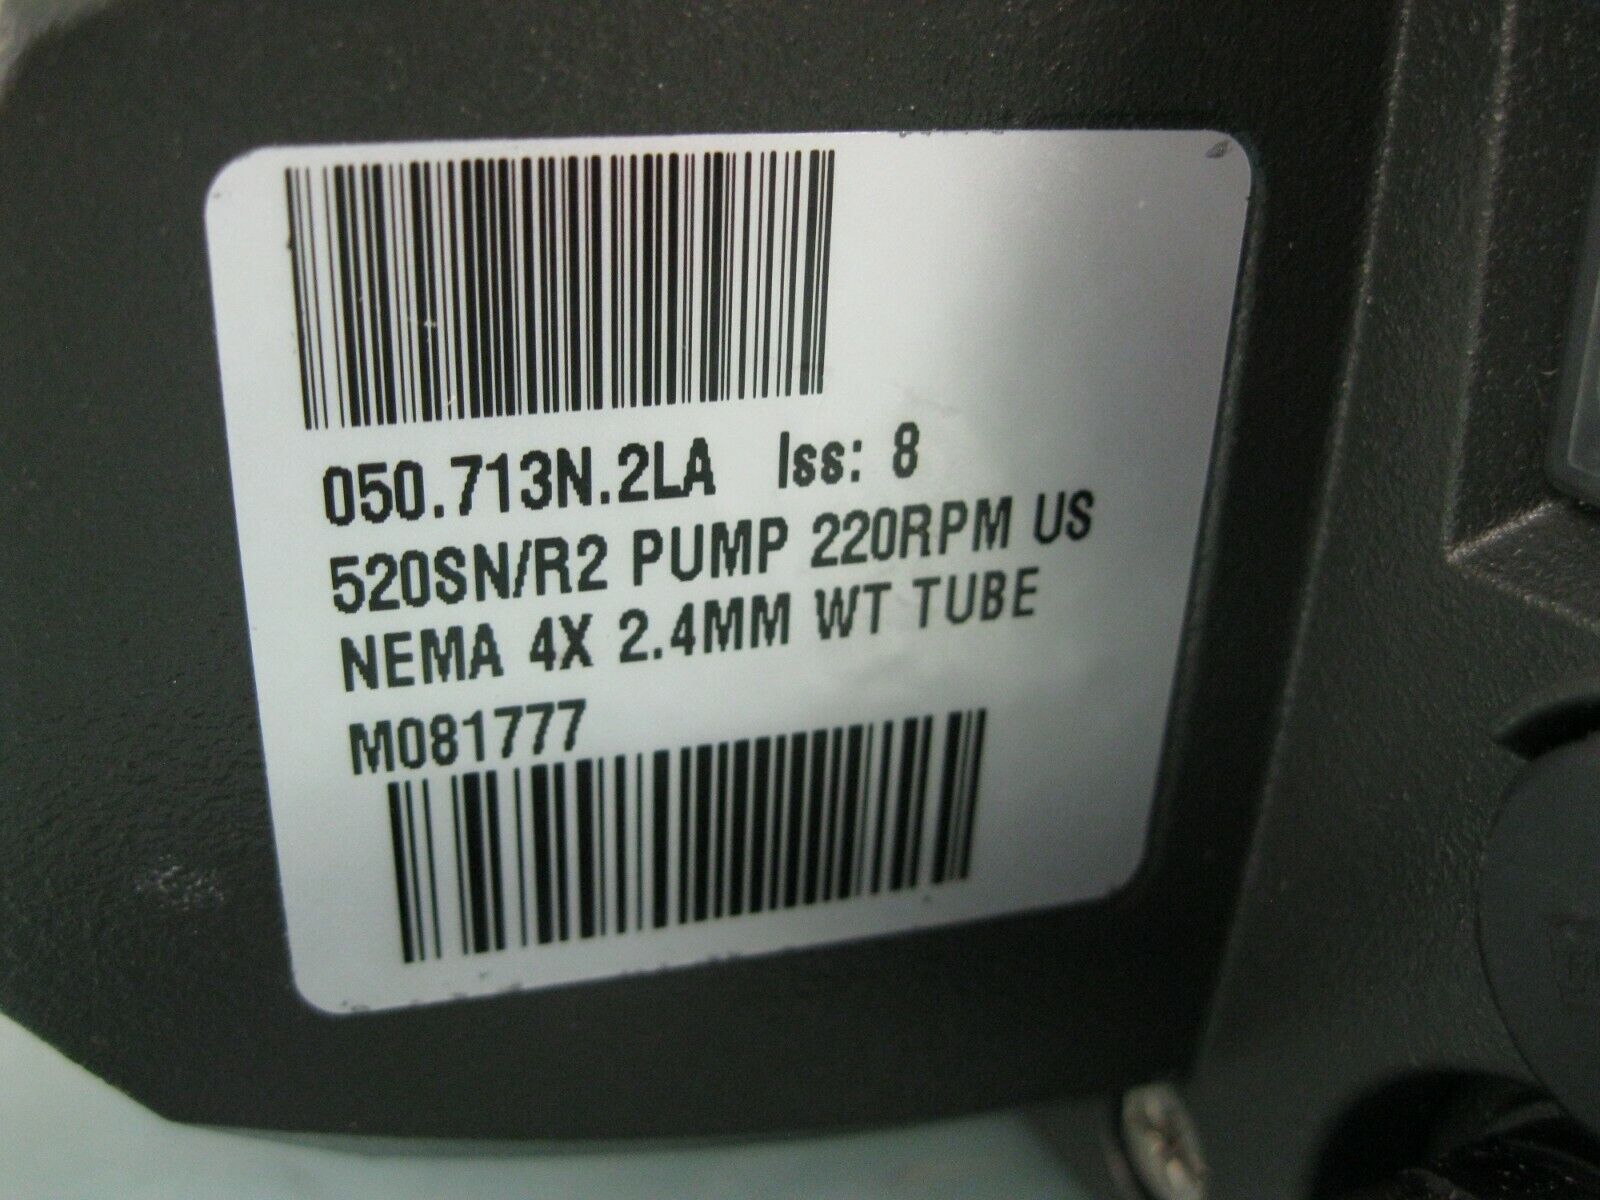 050.713N.2LA Iss: 8
520SN/R2 PUMP 220RPM US
NEMA 4X 2.4MM WT TUBE
M081777